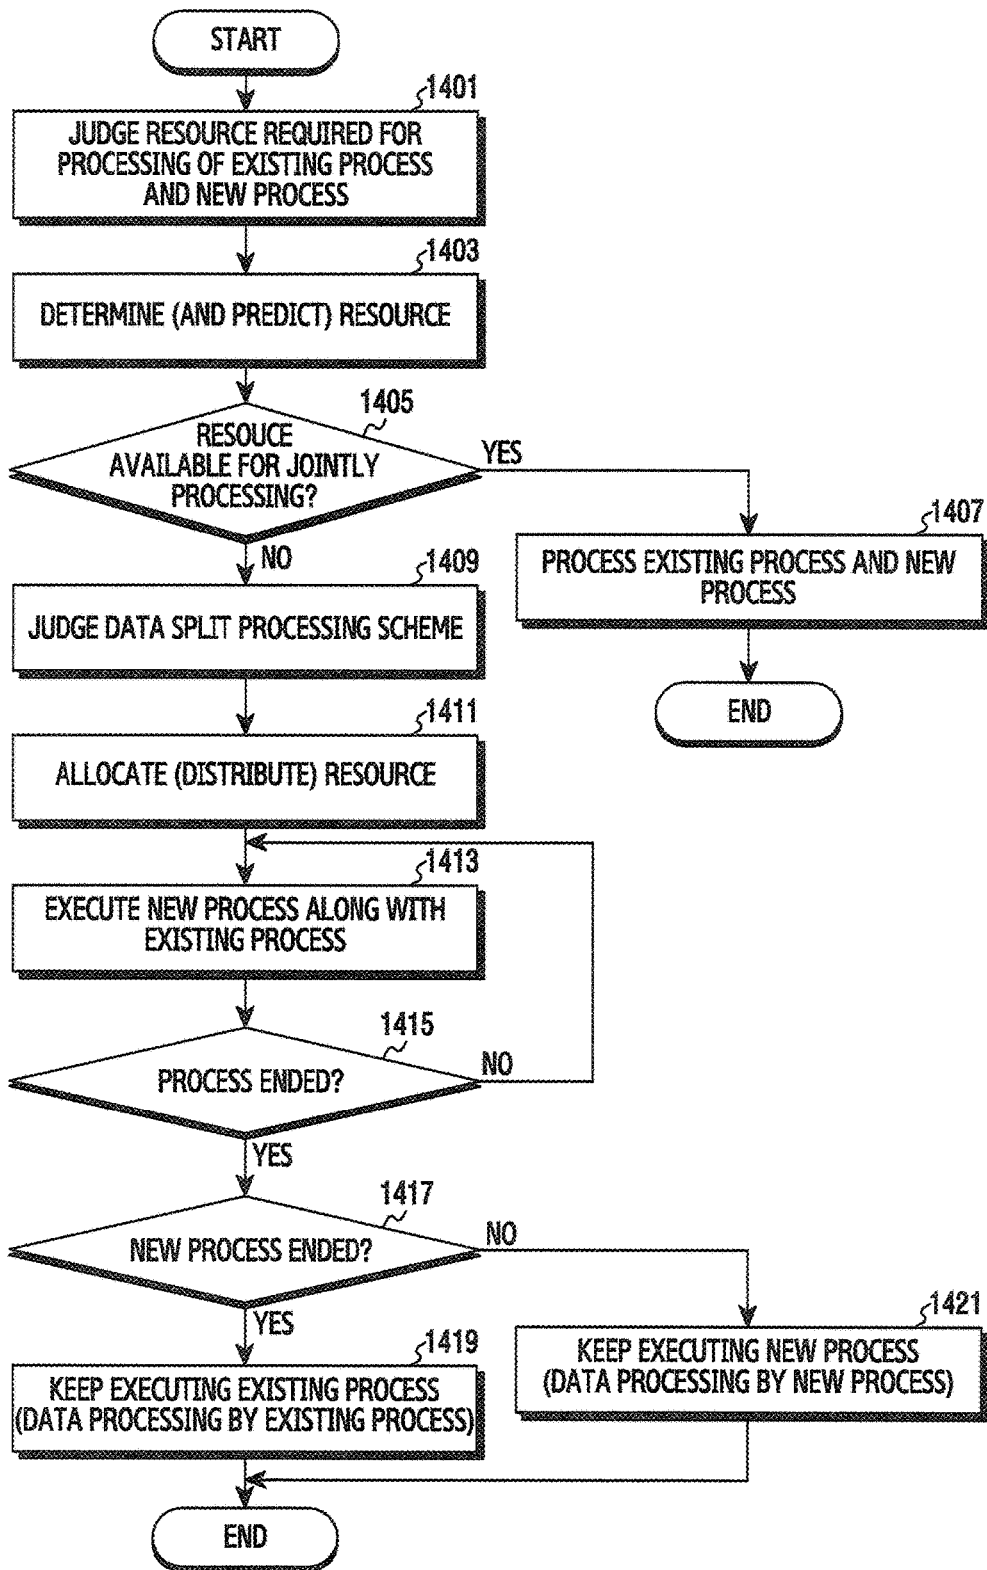 START
1401
JUDGE RESOURCE REQUIRED FOR
PROCESSING OF EXISTING PROCESS
AND NEW PROCESS
1403
DETERMINE (AND PREDICT) RESOURCE
1405
RESOUCE
AVAILABLE FOR JOINTLY
PROCESSING?
YES
NO
1407
PROCESS EXISTING PROCESS AND NEW
PROCESS
END
1409
JUDGE DATA SPLIT PROCESSING SCHEME
1411
ALLOCATE (DISTRIBUTE) RESOURCE
1413
EXECUTE NEW PROCESS ALONG WITH
EXISTING PROCESS
1415
PROCESS ENDED?
NO
YES
1417
NEW PROCESS ENDED?
NO
YES
1419
KEEP EXECUTING EXISTING PROCESS
(DATA PROCESSING BY EXISTING PROCESS)
1421
KEEP EXECUTING NEW PROCESS
(DATA PROCESSING BY NEW PROCESS)
END